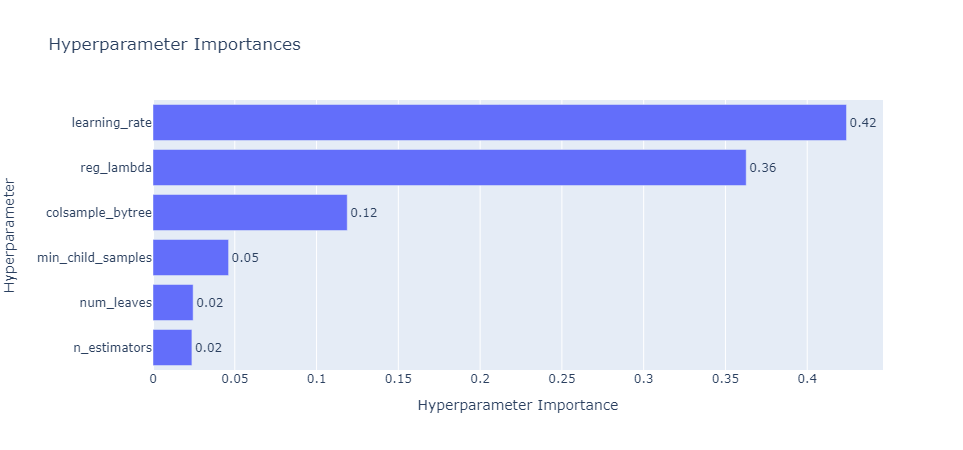 Hyperparameter Importances
Hyperparameter
learning_rate 0.42
reg_lambda 0.36
colsample_bytree 0.12
min_child_samples 0.05
num_leaves 0.02
n_estimators 0.02
0 0.05 0.1 0.15 0.2 0.25 0.3 0.35 0.4
Hyperparameter Importance